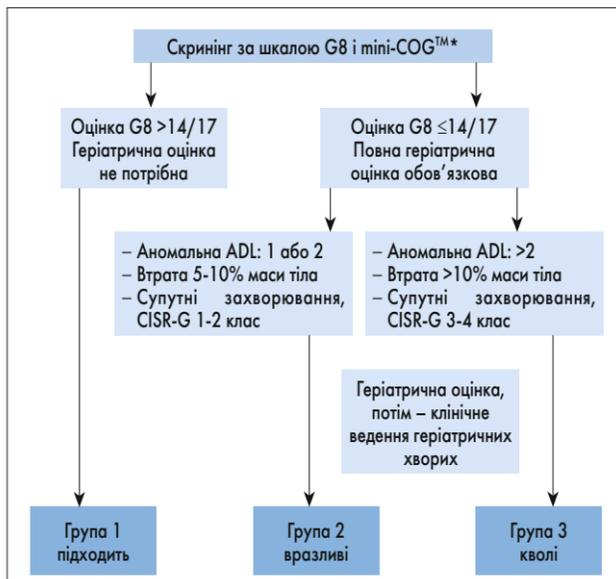 Скринінг за шкалою G8 і mini-COG™*
Оцінка G8 >14/17
Геріатрична оцінка
не потрібна
Оцінка G8 ≤14/17
Повна геріатрична
оцінка обов’язкова
– Аномальна ADL: 1 або 2
– Втрата 5-10% маси тіла
– Супутні захворювання,
CISR-G 1-2 клас
– Аномальна ADL: >2
– Втрата >10% маси тіла
– Супутні захворювання,
CISR-G 3-4 клас
Геріатрична оцінка,
потім – клінічне
ведення геріатричних
хворих
Група 1
підходить
Група 2
вразливі
Група 3
кволі